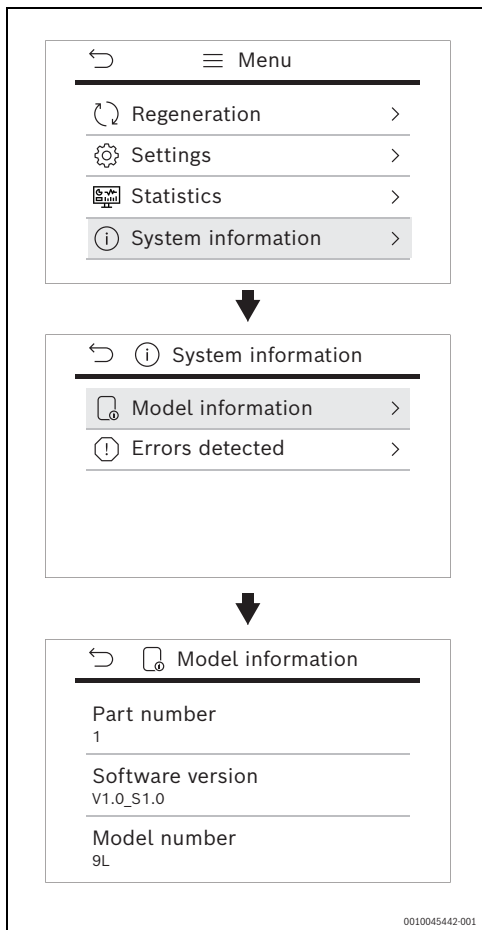 Menu
Regeneration
Settings
Statistics
System information
System information
Model information
Errors detected
Model information
Part number
1
Software version
V1.0_S1.0
Model number
9L
0010045442-001